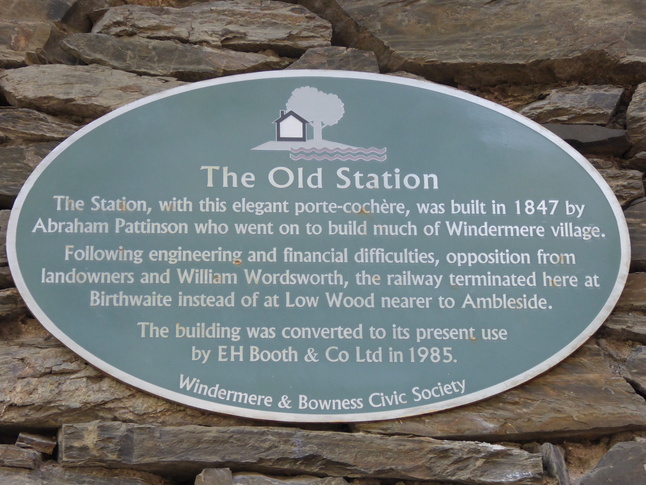 The Old Station
The Station, with this elegant porte-cochère, was built in 1847 by
Abraham Pattinson who went on to build much of Windermere village.
Following engineering and financial difficulties, opposition from
landowners and William Wordsworth, the railway terminated here at
Birthwaite instead of at Low Wood nearer to Ambleside.
The building was converted to its present use
by EH Booth & Co Ltd in 1985.
Windermere & Bowness Civic Society